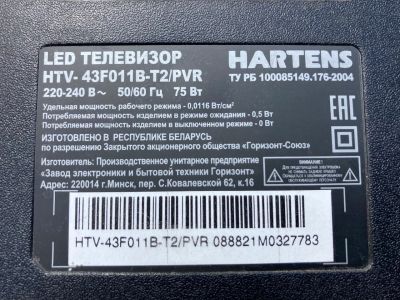 LED ТЕЛЕВИЗОР
HTV- 43F011B-T2/PVR
220-240 В ~ 50/60 Гц 75 Вт
HARTENS
ТУ РБ 100085149.176-2004
Удельная мощность рабочего режима - 0,0116 Вт/см²
Потребляемая мощность изделием в режиме ожидания - 0,5 Вт
Потребляемая мощность изделием в выключенном режиме - 0 Вт
EAC
ИЗГОТОВЛЕНО В РЕСПУБЛИКЕ БЕЛАРУСЬ
по разрешению Закрытого акционерного общества «Горизонт-Союз»
Изготовитель: Производственное унитарное предприятие
«Завод электроники и бытовой техники Горизонт»
Адрес: 220014 г.Минск, пер. С.Ковалевской 62, к.16
ВНИМАНИЕ
HTV-43F011B-T2/PVR 088821M0327783